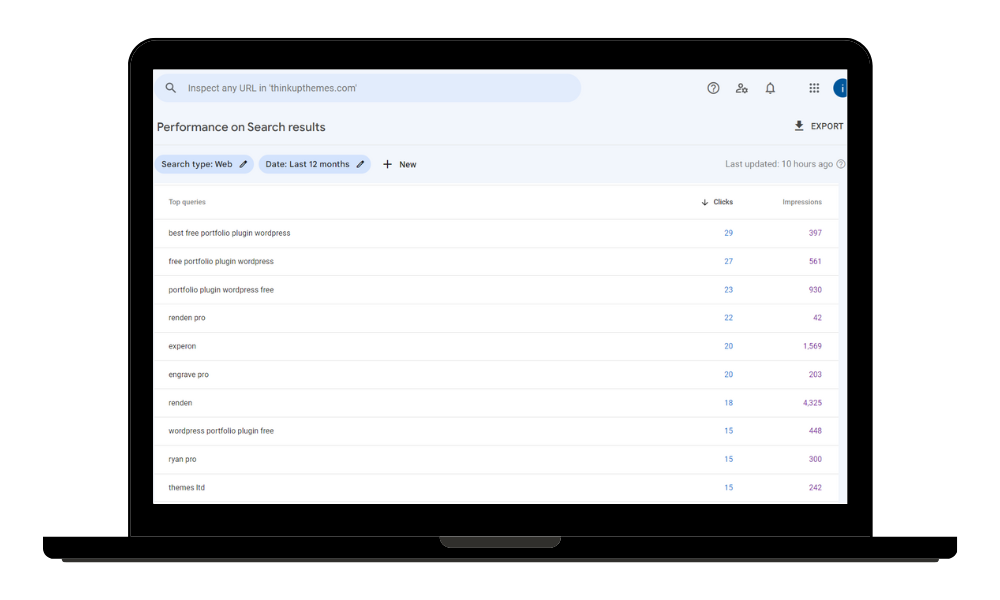 Inspect any URL in 'thinkupthemes.com'
i
Performance on Search results
EXPORT
Search type: Web
Date: Last 12 months
New
Last updated: 10 hours ago
Top queries Clicks Impressions
best free portfolio plugin wordpress 29 397
free portfolio plugin wordpress 27 561
portfolio plugin wordpress free 23 930
renden pro 22 42
experon 20 1,569
engrave pro 20 203
renden 18 4,325
wordpress portfolio plugin free 15 448
ryan pro 15 300
themes ltd 15 242